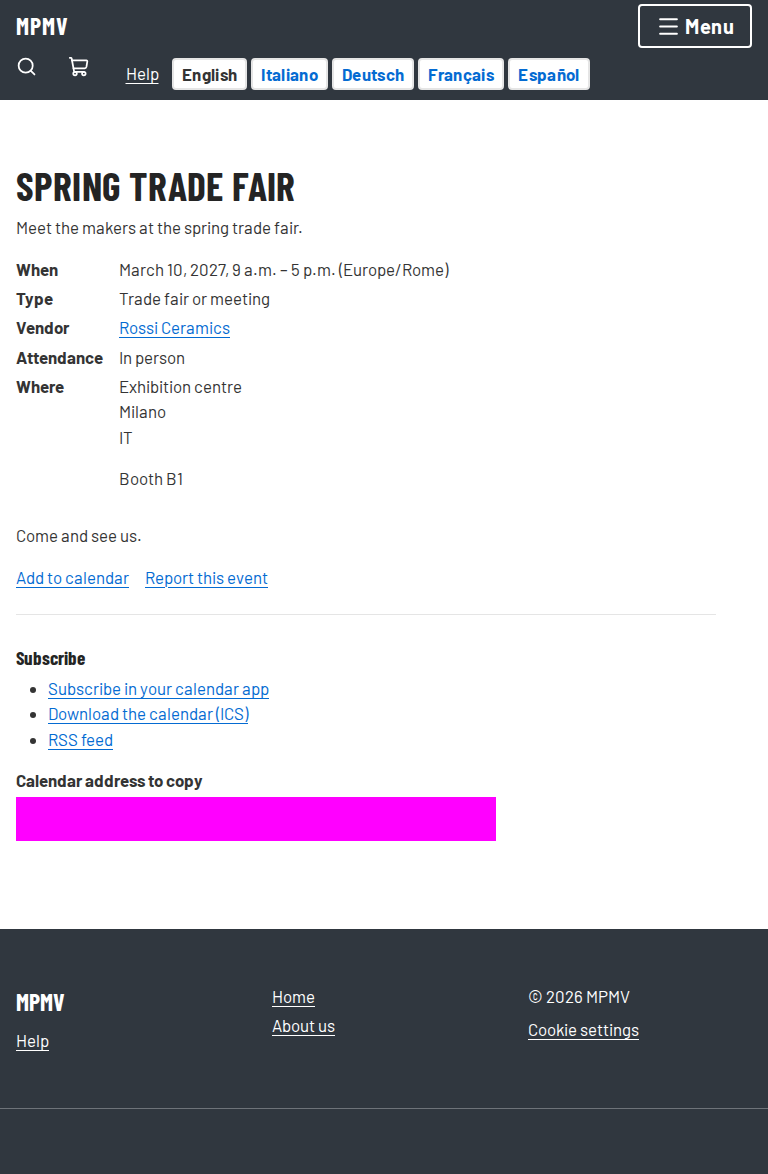 MPMV
Menu
Help
English
Italiano
Deutsch
Français
Español
SPRING TRADE FAIR
Meet the makers at the spring trade fair.
When March 10, 2027, 9 a.m. – 5 p.m. (Europe/Rome)
Type Trade fair or meeting
Vendor Rossi Ceramics
Attendance In person
Where Exhibition centre
Milano
IT
Booth B1
Come and see us.
Add to calendar Report this event
Subscribe
Subscribe in your calendar app
Download the calendar (ICS)
RSS feed
Calendar address to copy
MPMV
Help
Home
About us
© 2026 MPMV
Cookie settings